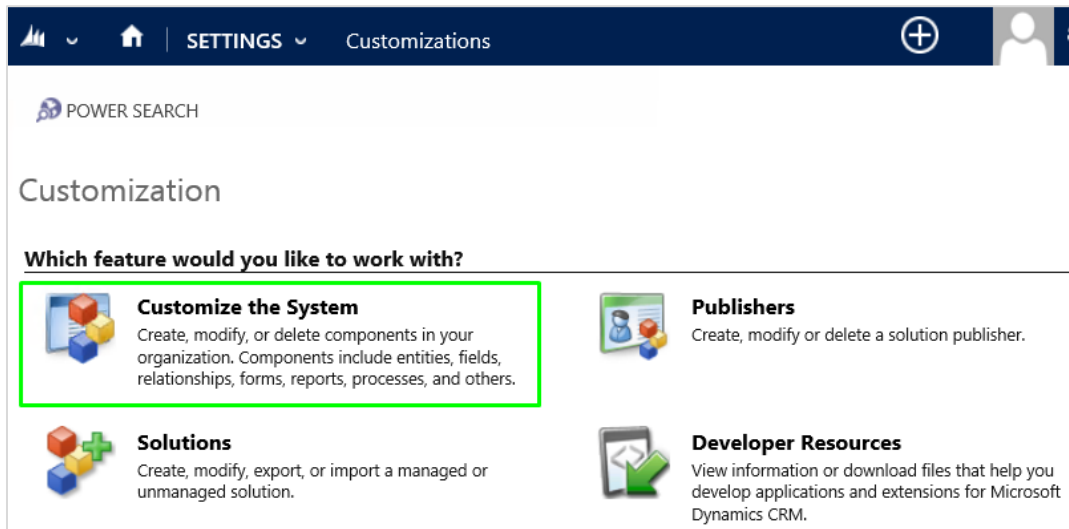 SETTINGS Customizations
POWER SEARCH
Customization
Which feature would you like to work with?
Customize the System
Create, modify, or delete components in your
organization. Components include entities, fields,
relationships, forms, reports, processes, and others.
Publishers
Create, modify or delete a solution publisher.
Solutions
Create, modify, export, or import a managed or
unmanaged solution.
Developer Resources
View information or download files that help you
develop applications and extensions for Microsoft
Dynamics CRM.